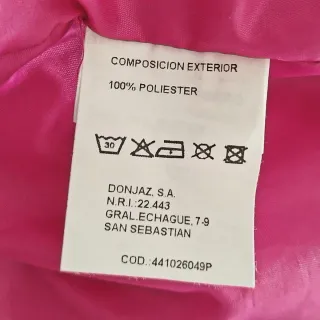 COMPOSICION EXTERIOR
100% POLIESTER
30
DONJAZ, S.A.
N.R.I.:22.443
GRAL.ECHAGUE, 7-9
SAN SEBASTIAN
COD.:441026049P